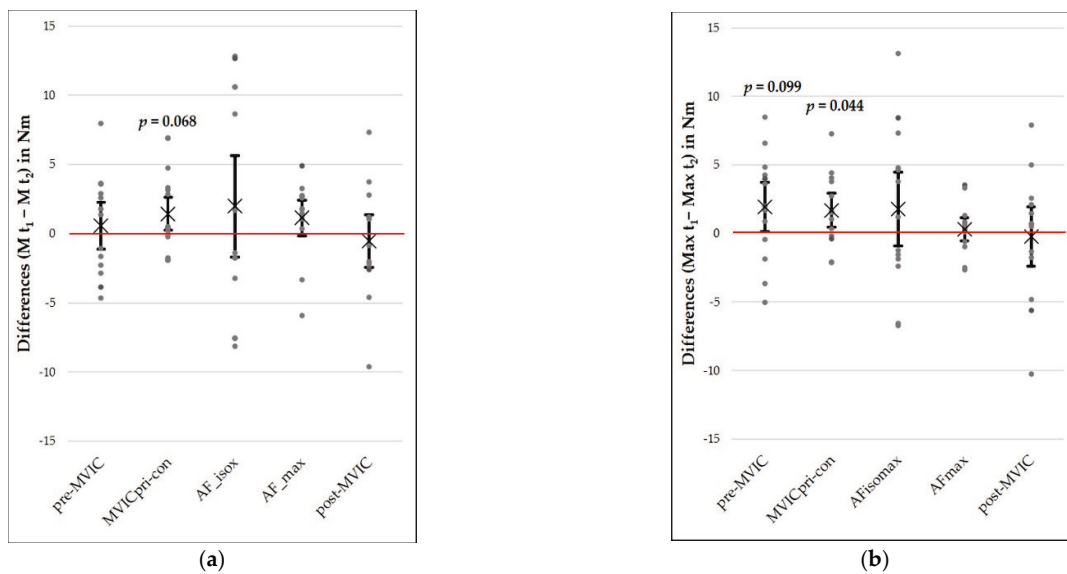 Differences (M t₁ – M t₂) in Nm
15
10
5
0
-5
-10
-15
p = 0.068
pre-MVIC
MVICpri-con
AF_isox
AF_max
post-MVIC
(a)
Differences (Max t₁– Max t₂) in Nm
15
10
5
0
-5
-10
-15
p = 0.099
p = 0.044
pre-MVIC
MVICpri-con
AFisomax
AFmax
post-MVIC
(b)